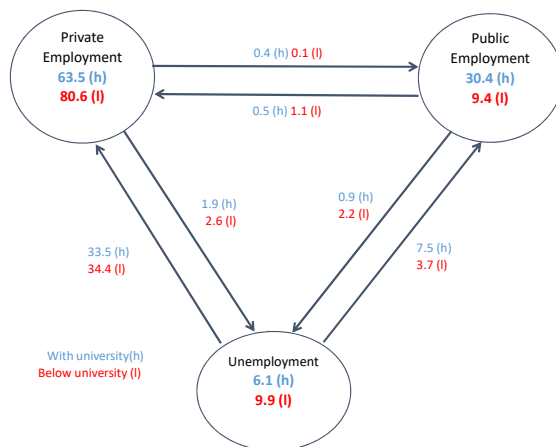 Private
Employment
63.5 (h)
80.6 (l)
0.4 (h) 0.1 (l)
Public
Employment
30.4 (h)
9.4 (l)
0.5 (h) 1.1 (l)
1.9 (h)
2.6 (l)
0.9 (h)
2.2 (l)
33.5 (h)
34.4 (l)
7.5 (h)
3.7 (l)
With university(h)
Below university (l)
Unemployment
6.1 (h)
9.9 (l)